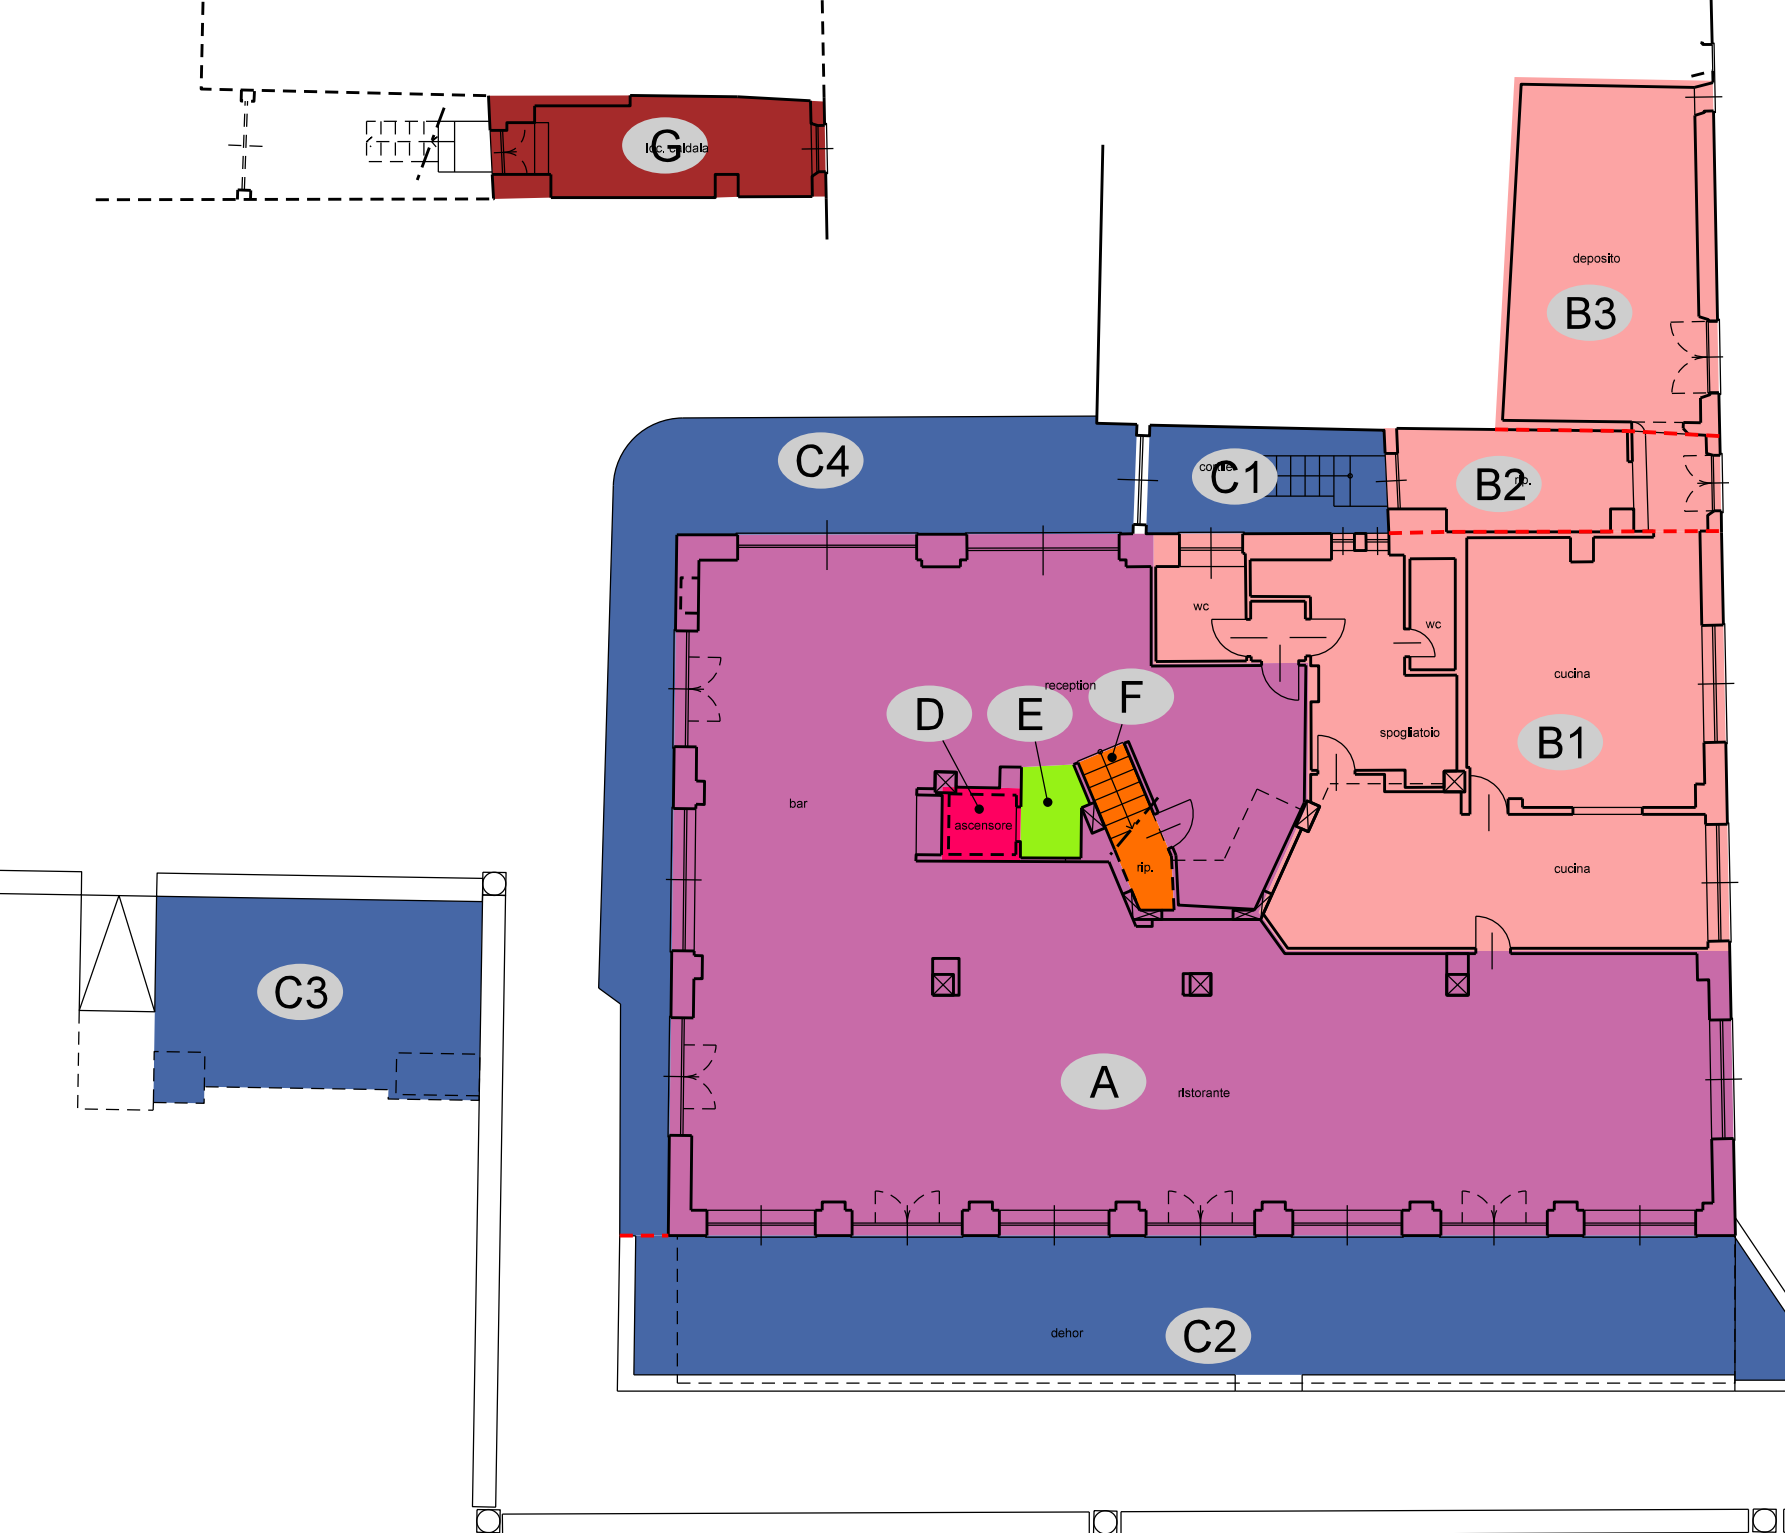 G
loc. caldaia
deposito
B3
C4
cortile
C1
B2
rip.
wc
wc
reception
F
D
E
cucina
spogliatoio
B1
bar
ascensore
rip.
cucina
C3
A
ristorante
dehor
C2